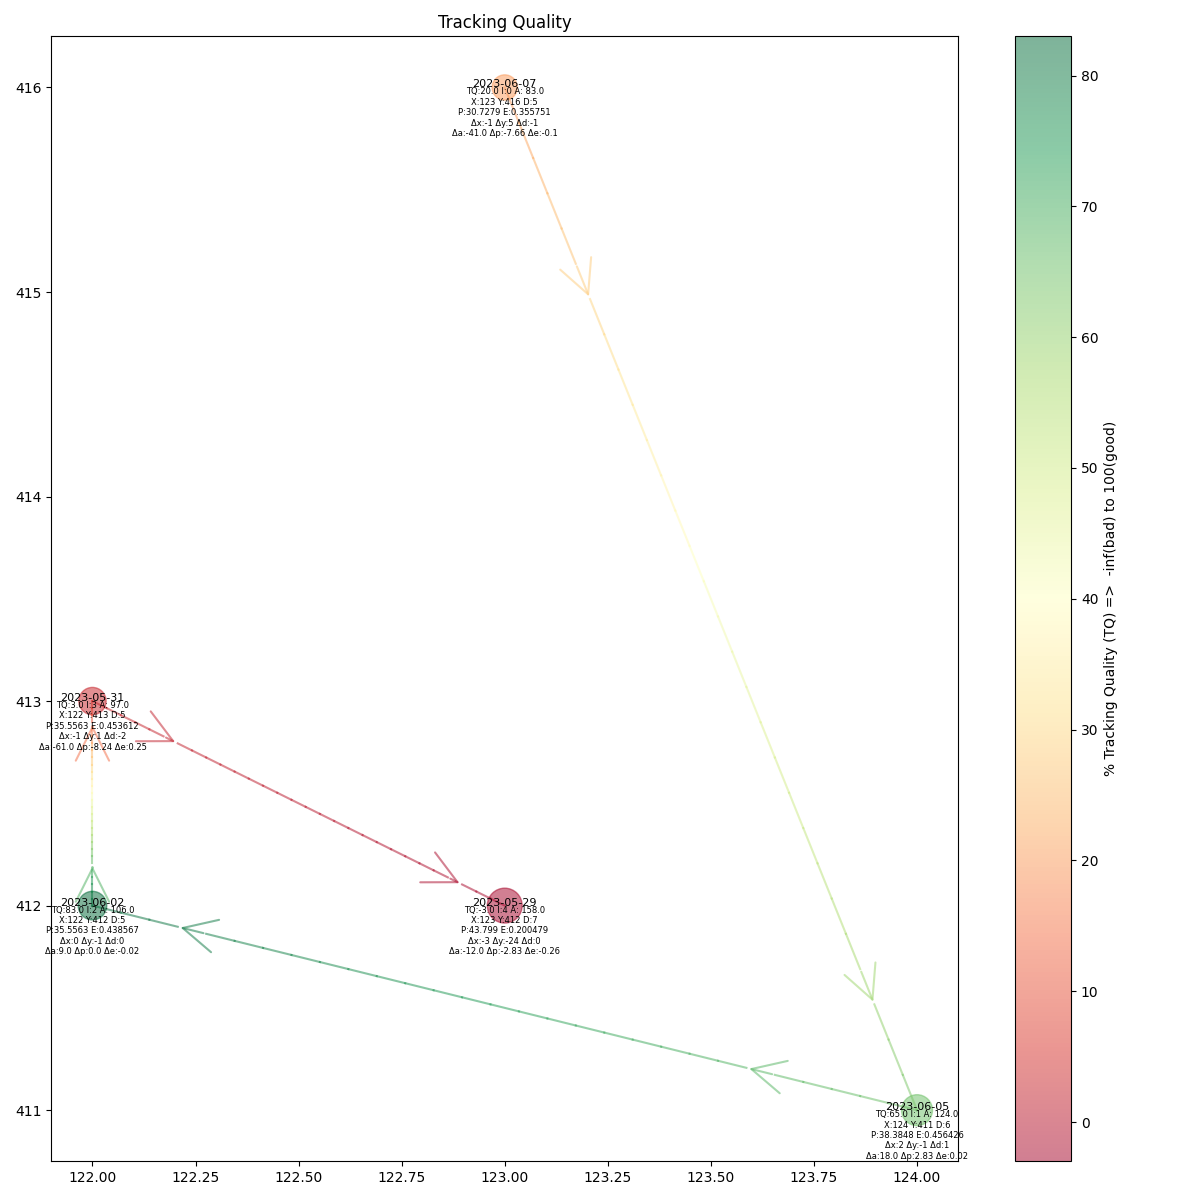 Tracking Quality
416
415
414
413
412
411
2023-06-07
TQ:20.0 I:0 A: 83.0
X:123 Y:416 D:5
P:30.7279 E:0.355751
Δx:-1 Δy:5 Δd:-1
Δa:-41.0 Δp:-7.66 Δe:-0.1
2023-05-31
TQ:3.0 I:3 A: 97.0
X:122 Y:413 D:5
P:35.5563 E:0.453612
Δx:-1 Δy:1 Δd:-2
Δa:-61.0 Δp:-8.24 Δe:0.25
2023-06-02
TQ:83.0 I:2 A: 106.0
X:122 Y:412 D:5
P:35.5563 E:0.438567
Δx:0 Δy:-1 Δd:0
Δa:9.0 Δp:0.0 Δe:-0.02
2023-05-29
TQ:-3.0 I:4 A: 158.0
X:123 Y:412 D:7
P:43.799 E:0.200479
Δx:-3 Δy:-24 Δd:0
Δa:-12.0 Δp:-2.83 Δe:-0.26
2023-06-05
TQ:65.0 I:1 A: 124.0
X:124 Y:411 D:6
P:38.3848 E:0.456426
Δx:2 Δy:-1 Δd:1
Δa:18.0 Δp:2.83 Δe:0.02
122.00 122.25 122.50 122.75 123.00 123.25 123.50 123.75 124.00
80
70
60
50
40
30
20
10
0
% Tracking Quality (TQ) => -inf(bad) to 100(good)